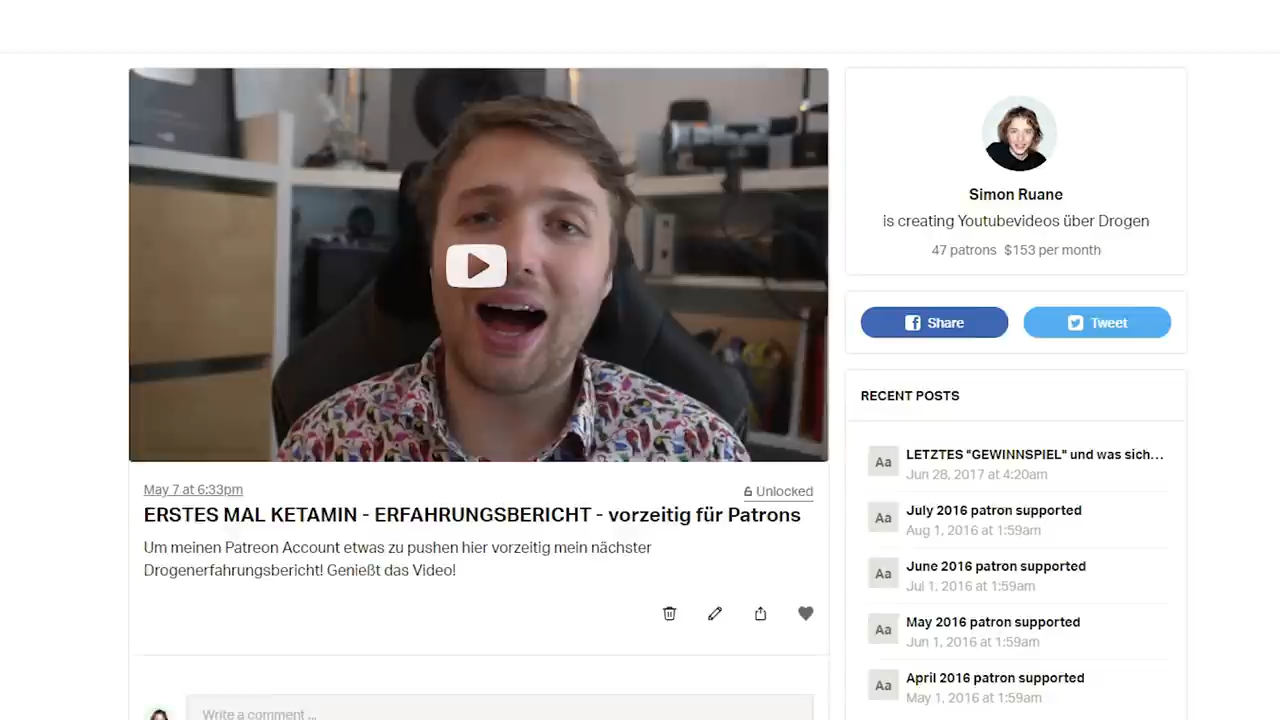 May 7 at 6:33pm
Unlocked
ERSTES MAL KETAMIN - ERFAHRUNGSBERICHT - vorzeitig für Patrons
Um meinen Patreon Account etwas zu pushen hier vorzeitig mein nächster
Drogenerfahrungsbericht! Genießt das Video!
Write a comment ...
Simon Ruane
is creating Youtubevideos über Drogen
47 patrons $153 per month
Share
Tweet
RECENT POSTS
Aa
LETZTES "GEWINNSPIEL" und was sich...
Jun 28, 2017 at 4:20am
Aa
July 2016 patron supported
Aug 1, 2016 at 1:59am
Aa
June 2016 patron supported
Jul 1, 2016 at 1:59am
Aa
May 2016 patron supported
Jun 1, 2016 at 1:59am
Aa
April 2016 patron supported
May 1, 2016 at 1:59am